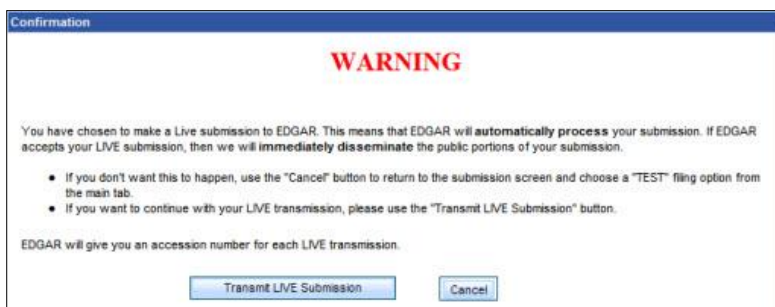 Confirmation
WARNING
You have chosen to make a Live submission to EDGAR. This means that EDGAR will automatically process your submission. If EDGAR
accepts your LIVE submission, then we will immediately disseminate the public portions of your submission.
• If you don't want this to happen, use the "Cancel" button to return to the submission screen and choose a "TEST" filing option from
the main tab.
• If you want to continue with your LIVE transmission, please use the "Transmit LIVE Submission" button.
EDGAR will give you an accession number for each LIVE transmission.
Transmit LIVE Submission Cancel